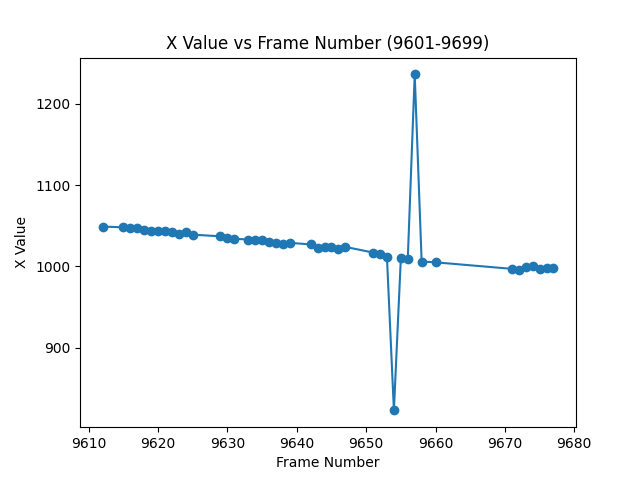 X Value vs Frame Number (9601-9699)
X Value
1200
1100
1000
900
9610 9620 9630 9640 9650 9660 9670 9680
Frame Number